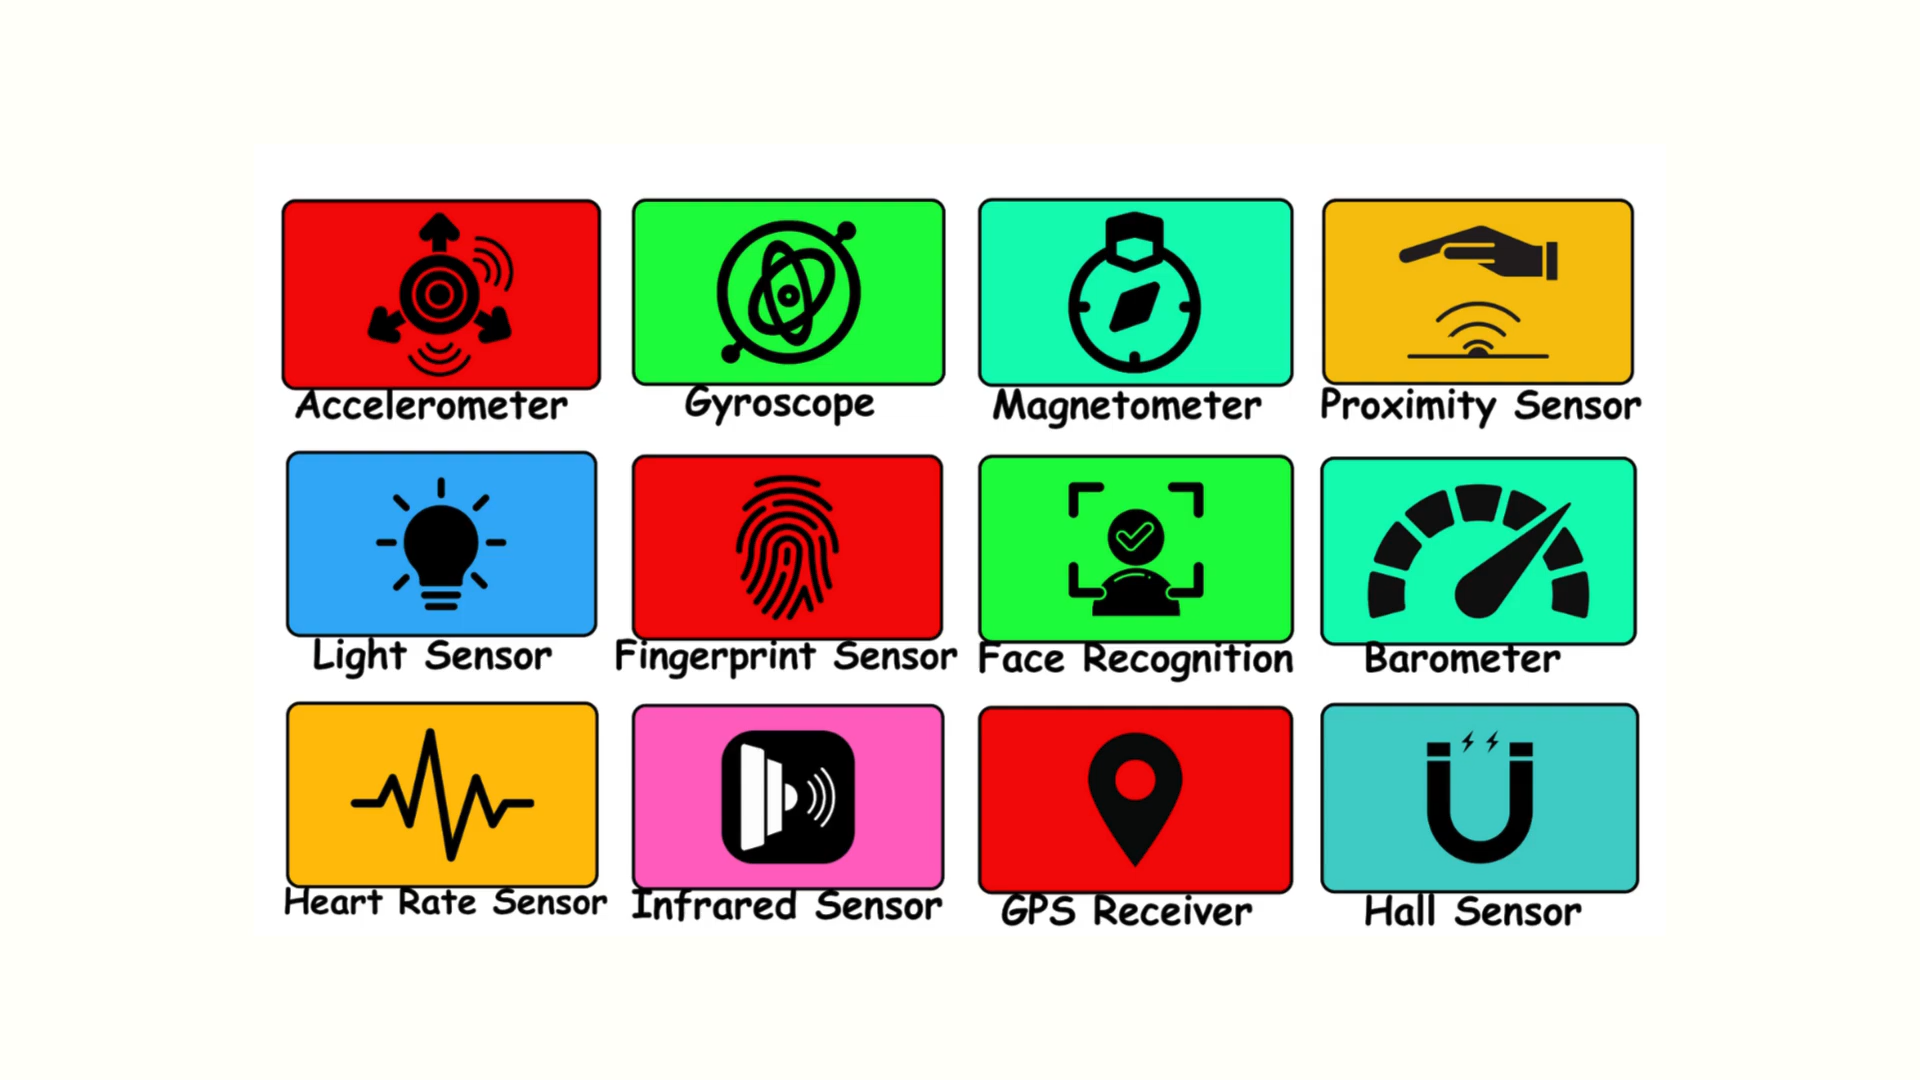 Accelerometer
Gyroscope
Magnetometer
Proximity Sensor
Light Sensor
Fingerprint Sensor
Face Recognition
Barometer
Heart Rate Sensor
Infrared Sensor
GPS Receiver
Hall Sensor